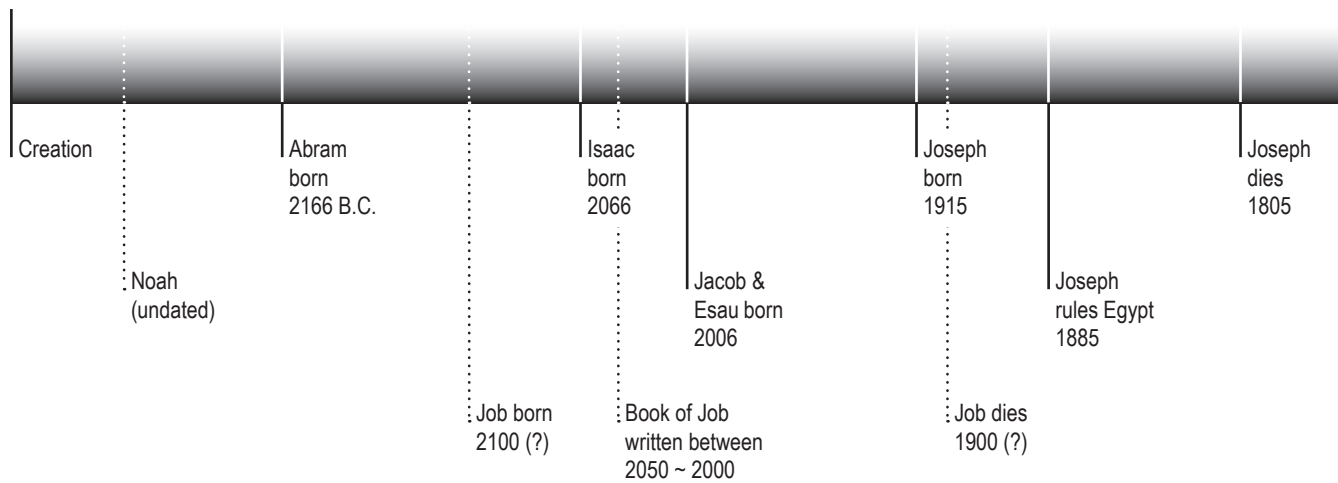 Creation
Abram
born
2166 B.C.
Isaac
born
2066
Joseph
born
1915
Joseph
dies
1805
Noah
(undated)
Jacob &
Esau born
2006
Joseph
rules Egypt
1885
Job born
2100 (?)
Book of Job
written between
2050 ~ 2000
Job dies
1900 (?)